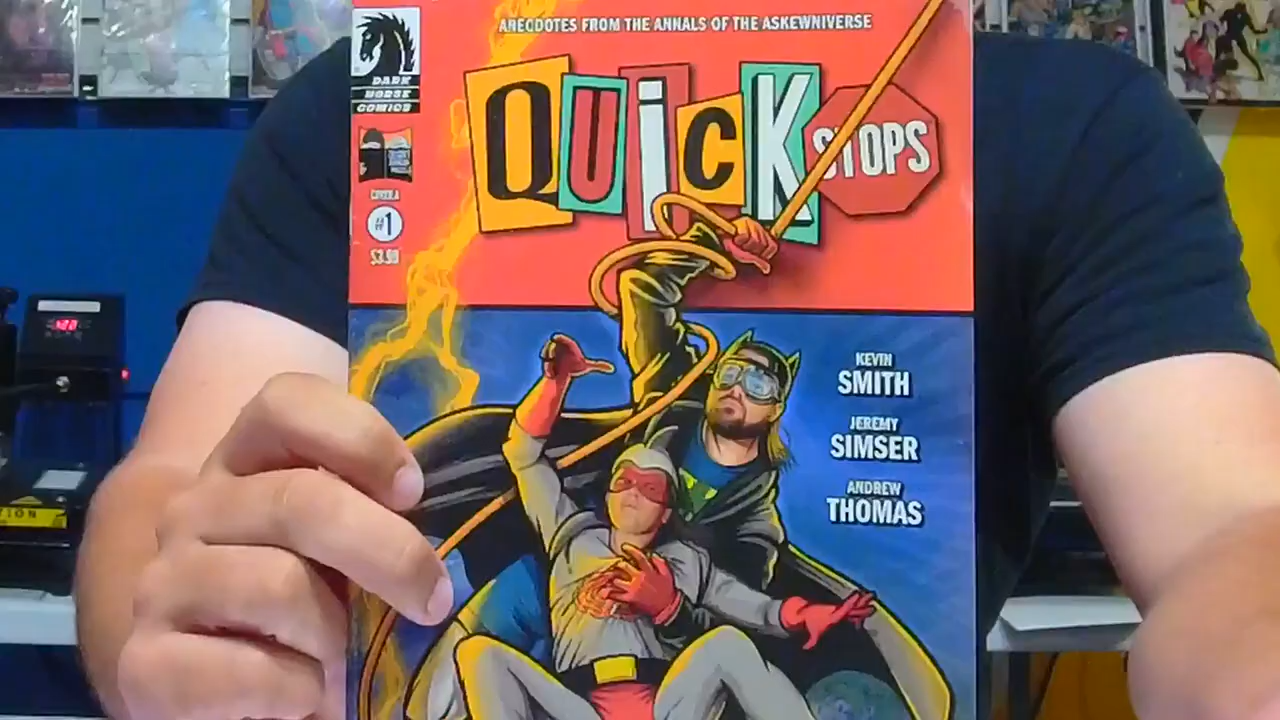 ANECDOTES FROM THE ANNALS OF THE ASKEWNIVERSE
DARK
HORSE
COMICS
QUICK
STOPS
#1
$3.99
KEVIN
SMITH
JEREMY
SIMSER
ANDREW
THOMAS